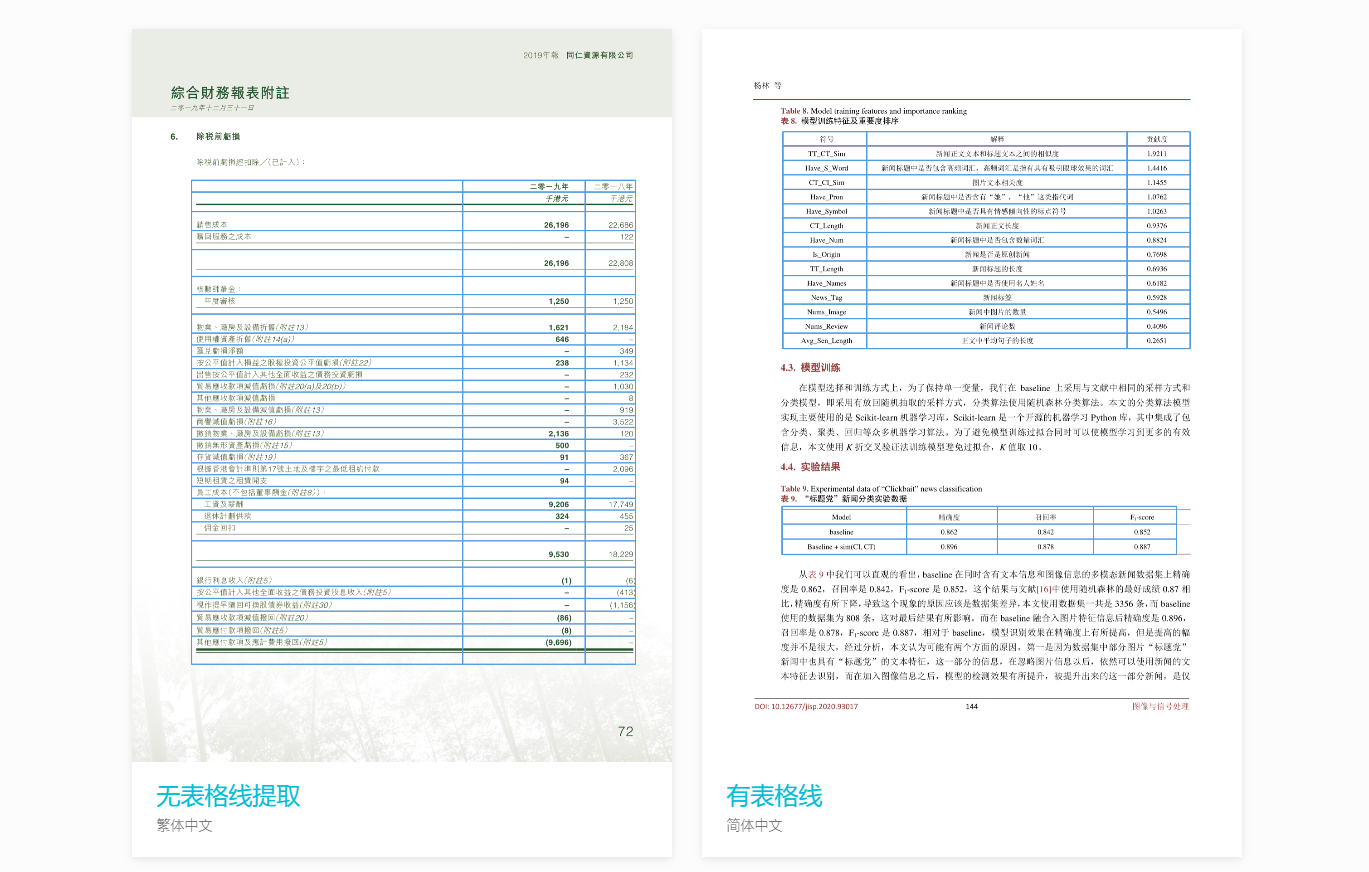 2019年報 同仁資源有限公司
綜合財務報表附註
二零一九年十二月三十一日
6. 除税前虧損
除税前虧損經扣除／(已計入)：
二零一九年 二零一八年
千港元 千港元
銷售成本 26,196 22,686
贖回服務之成本 – 122
26,196 22,808
核數師薪金：
年度審核 1,250 1,250
物業、廠房及設備折舊(附註13) 1,621 2,184
使用權資產折舊(附註14(a)) 646 –
匯兑虧損淨額 – 349
按公平值計入損益之股權投資公平值虧損(附註22) 238 1,134
出售按公平值計入其他全面收益之債務投資虧損 – 232
貿易應收款項減值虧損(附註20(a)及20(b)) – 1,030
其他應收款項減值虧損 – 8
物業、廠房及設備減值虧損(附註13) – 919
商譽減值虧損(附註16) – 3,522
撇銷物業、廠房及設備虧損(附註13) 2,136 120
撇銷無形資產虧損(附註15) 500 –
存貨減值虧損(附註19) 91 367
根據香港會計準則第17號土地及樓宇之最低租約付款 – 2,096
短期租賃之租賃開支 94 –
員工成本(不包括董事酬金(附註8))：
工資及薪酬 9,206 17,749
退休計劃供款 324 455
佣金回扣 – 25
9,530 18,229
銀行利息收入(附註5) (1) (6)
按公平值計入其他全面收益之債務投資股息收入(附註5) – (413)
視作提早贖回可換股債券收益(附註30) – (1,156)
貿易應收款項減值撥回(附註20) (86) –
貿易應付款項撥回(附註5) (8) –
其他應付款項及應計費用撥回(附註5) (9,696) –
72
无表格线提取
繁体中文
杨林 等
Table 8. Model training features and importance ranking
表 8. 模型训练特征及重要度排序
符号 解释 贡献度
TT_CT_Sim 新闻正文文本和标题文本之间的相似度 1.9211
Have_S_Word 新闻标题中是否包含高频词汇，高频词汇是指有具有吸引眼球效果的词汇 1.4416
CT_CI_Sim 图片文本相关度 1.1455
Have_Pron 新闻标题中是否含有“她”，“他”这类指代词 1.0762
Have_Symbol 新闻标题中是否具有情感倾向性的标点符号 1.0263
CT_Length 新闻正文长度 0.9376
Have_Num 新闻标题中是否包含数量词汇 0.8824
Is_Origin 新闻是否是原创新闻 0.7698
TT_Length 新闻标题的长度 0.6936
Have_Names 新闻标题中是否使用名人姓名 0.6182
News_Tag 新闻标签 0.5928
Nums_Image 新闻中图片的数量 0.5496
Nums_Review 新闻评论数 0.4096
Avg_Sen_Length 正文中平均句子的长度 0.2651
4.3. 模型训练
在模型选择和训练方式上，为了保持单一变量，我们在 baseline 上采用与文献中相同的采样方式和
分类模型，即采用有放回随机抽取的采样方式，分类算法使用随机森林分类算法。本文的分类算法模型
实现主要使用的是 Scikit-learn 机器学习库，Scikit-learn 是一个开源的机器学习 Python 库，其中集成了包
含分类、聚类、回归等众多机器学习算法。为了避免模型训练过拟合同时可以使模型学习到更多的有效
信息，本文使用 K 折交叉验证法训练模型避免过拟合，K 值取 10。
4.4. 实验结果
Table 9. Experimental data of “Clickbait” news classification
表 9. “标题党”新闻分类实验数据
Model 精确度 召回率 F1-score
baseline 0.862 0.842 0.852
Baseline + sim(CI, CT) 0.896 0.878 0.887
从表 9 中我们可以直观的看出，baseline 在同时含有文本信息和图像信息的多模态新闻数据集上精确
度是 0.862，召回率是 0.842，F1-score 是 0.852，这个结果与文献[16]中使用随机森林的最好成绩 0.87 相
比，精确度有所下降，导致这个现象的原因应该是数据集差异，本文使用数据集一共是 3356 条，而 baseline
使用的数据集为 808 条，这对最后结果有所影响。而在 baseline 融合入图片特征信息后精确度是 0.896，
召回率是 0.878，F1-score 是 0.887，相对于 baseline，模型识别效果在精确度上有所提高，但是提高的幅
度并不是很大，经过分析，本文认为可能有两个方面的原因，第一是因为数据集中部分图片“标题党”
新闻中也具有“标题党”的文本特征，这一部分的信息，在忽略图片信息以后，依然可以使用新闻的文
本特征去识别，而在加入图像信息之后，模型的检测效果有所提升，被提升出来的这一部分新闻，是仅
DOI: 10.12677/jisp.2020.93017 144 图像与信号处理
有表格线
简体中文